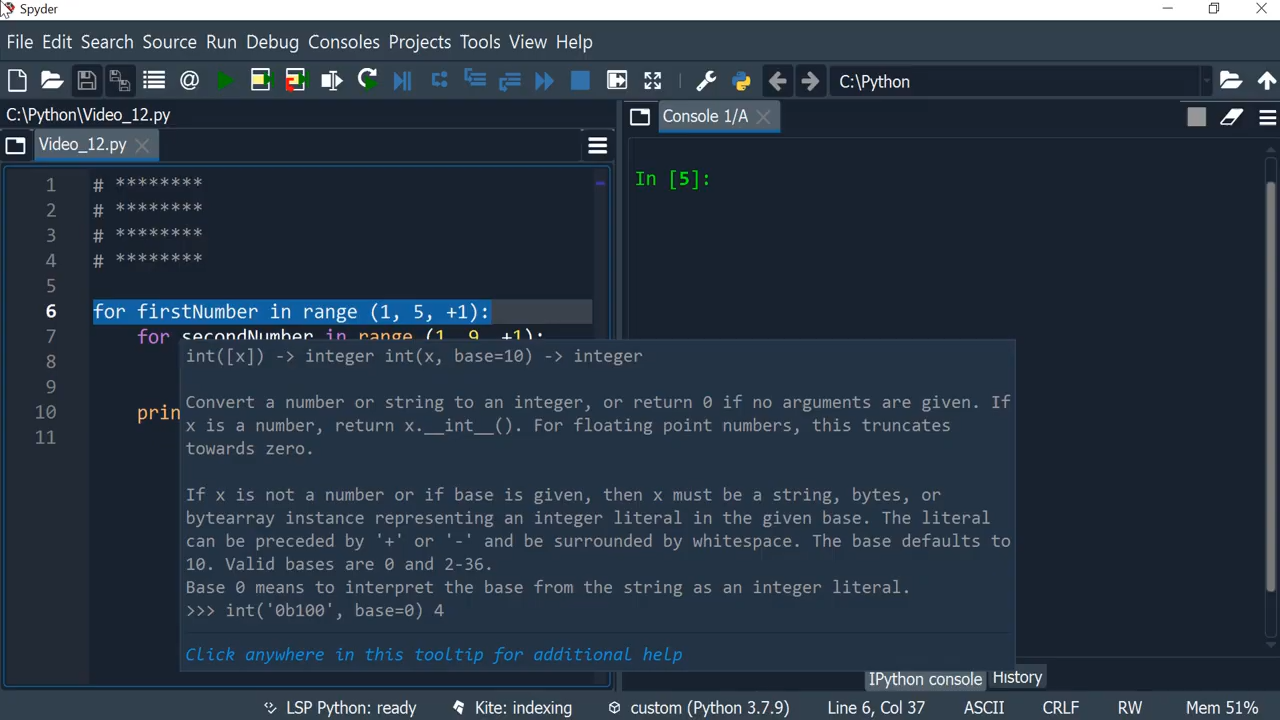 Spyder
File Edit Search Source Run Debug Consoles Projects Tools View Help
C:\Python
C:\Python\Video_12.py
Video_12.py
1 # ********
2 # ********
3 # ********
4 # ********
5
6 for firstNumber in range (1, 5, +1):
7 for secondNumber in range (1, 9, +1):
8
9
10 prin
11
int([x]) -> integer int(x, base=10) -> integer
Convert a number or string to an integer, or return 0 if no arguments are given. If
x is a number, return x.__int__(). For floating point numbers, this truncates
towards zero.
If x is not a number or if base is given, then x must be a string, bytes, or
bytearray instance representing an integer literal in the given base. The literal
can be preceded by '+' or '-' and be surrounded by whitespace. The base defaults to
10. Valid bases are 0 and 2-36.
Base 0 means to interpret the base from the string as an integer literal.
>>> int('0b100', base=0) 4
Click anywhere in this tooltip for additional help
Console 1/A
In [5]:
IPython console History
LSP Python: ready Kite: indexing custom (Python 3.7.9) Line 6, Col 37 ASCII CRLF RW Mem 51%